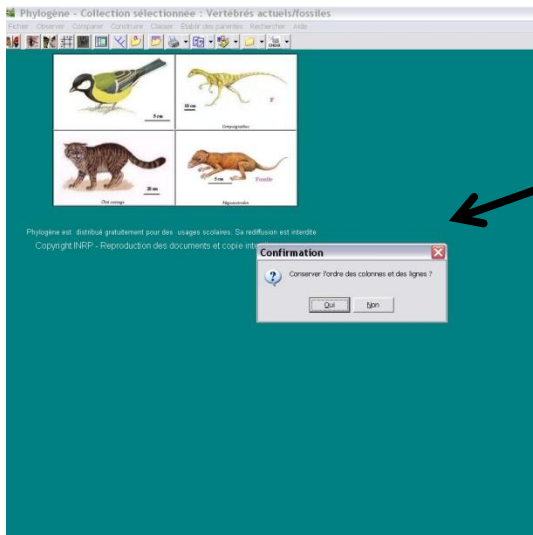 Phylogène - Collection sélectionnée : Vertébrés actuels/fossiles
Fichier Observer Comparer Construire Classer Établir des parentés Rechercher Aide
5 cm
10 cm
Compsognathus
20 cm
Chat sauvage
5 cm
Fossile
Phylogène est distribué gratuitement pour des usages scolaires. Sa rediffusion est interdite
Copyright INRP - Reproduction des documents et copie
Confirmation
Conserver l'ordre des colonnes et des lignes ?
Oui Non